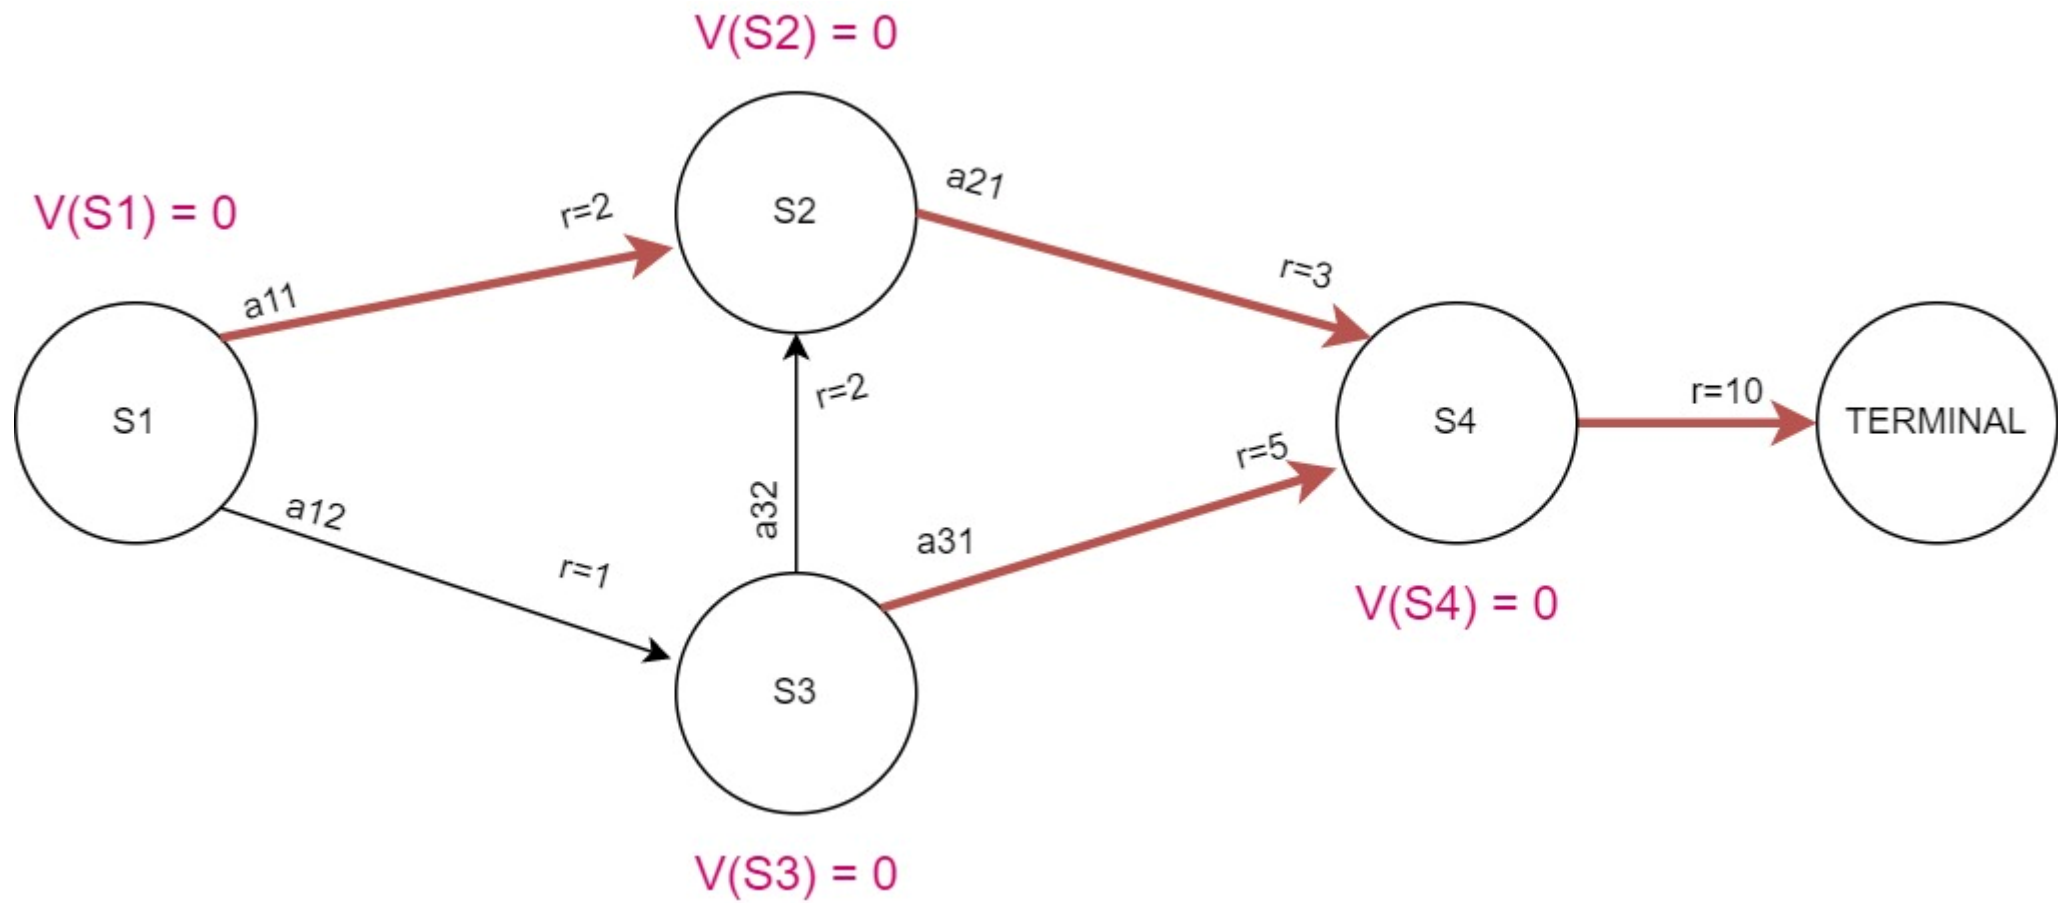 V(S2) = 0
a21
V(S1) = 0
r=2
S2
a11
r=3
r=2
r=10
S1
S4
TERMINAL
r=5
a32
a12
a31
r=1
V(S4) = 0
S3
V(S3) = 0